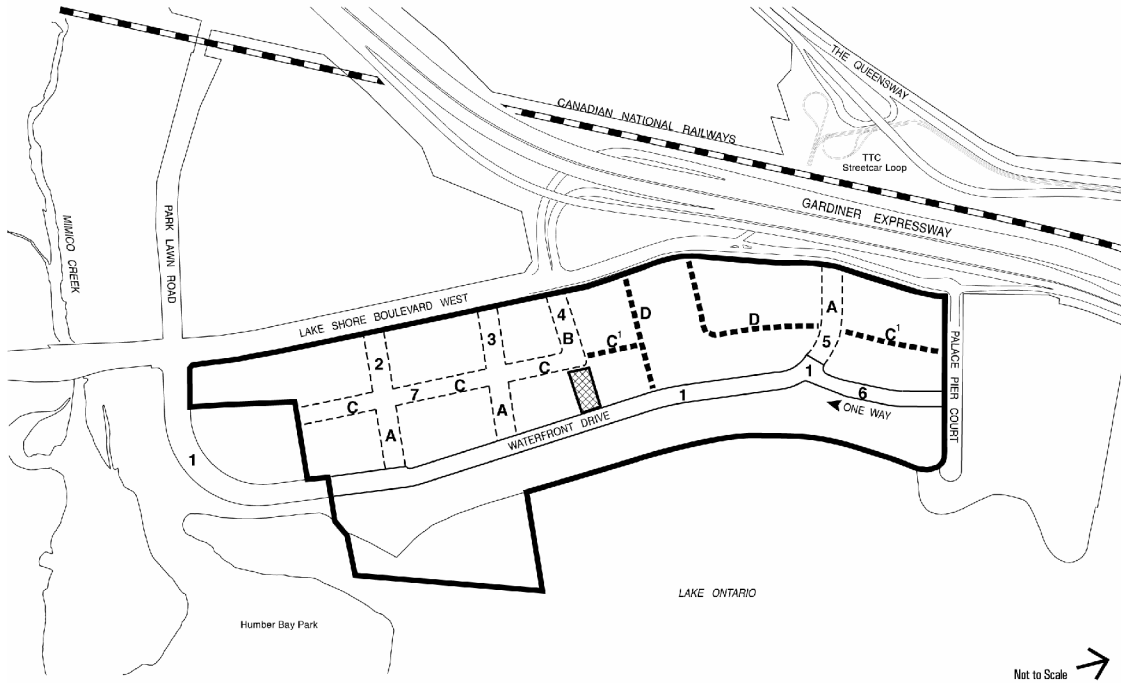 THE QUEENSWAY
CANADIAN NATIONAL RAILWAYS
TTC
Streetcar Loop
GARDINER EXPRESSWAY
MIMICO CREEK
PARK LAWN ROAD
LAKE SHORE BOULEVARD WEST
4
B
D
D
A
5
C1
C1
3
2
C
7
C
C
A
A
1
1
1
6
ONE WAY
WATERFRONT DRIVE
PALACE PIER COURT
LAKE ONTARIO
Humber Bay Park
Not to Scale